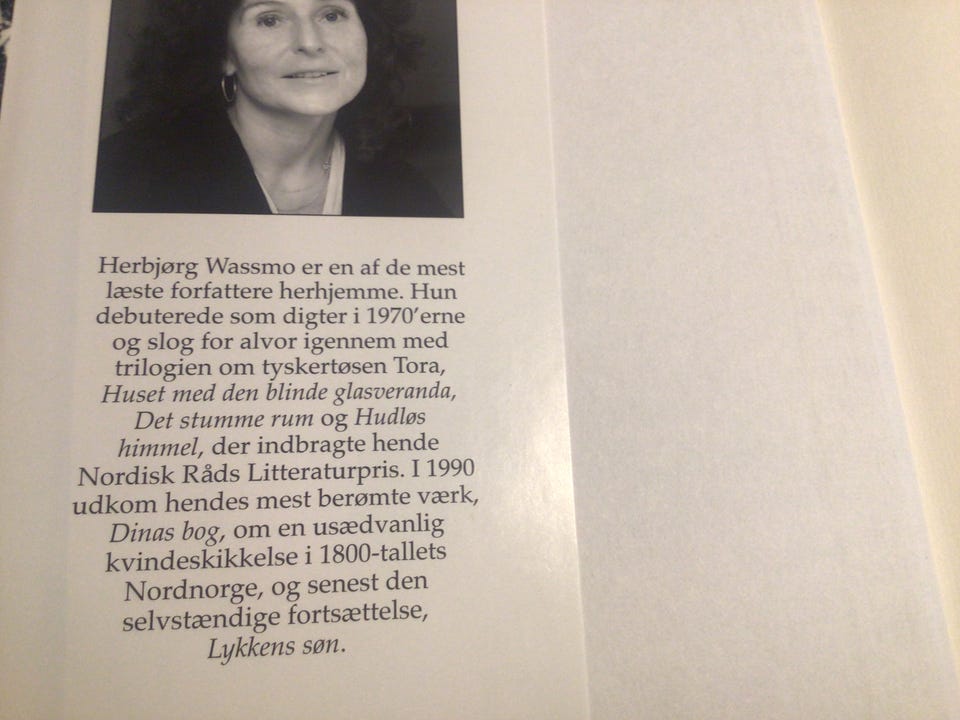 Herbjørg Wassmo er en af de mest
læste forfattere herhjemme. Hun
debuterede som digter i 1970'erne
og slog for alvor igennem med
trilogien om tyskertøsen Tora,
Huset med den blinde glasveranda,
Det stumme rum og Hudløs
himmel, der indbragte hende
Nordisk Råds Litteraturpris. I 1990
udkom hendes mest berømte værk,
Dinas bog, om en usædvanlig
kvindeskikkelse i 1800-tallets
Nordnorge, og senest den
selvstændige fortsættelse,
Lykkens søn.